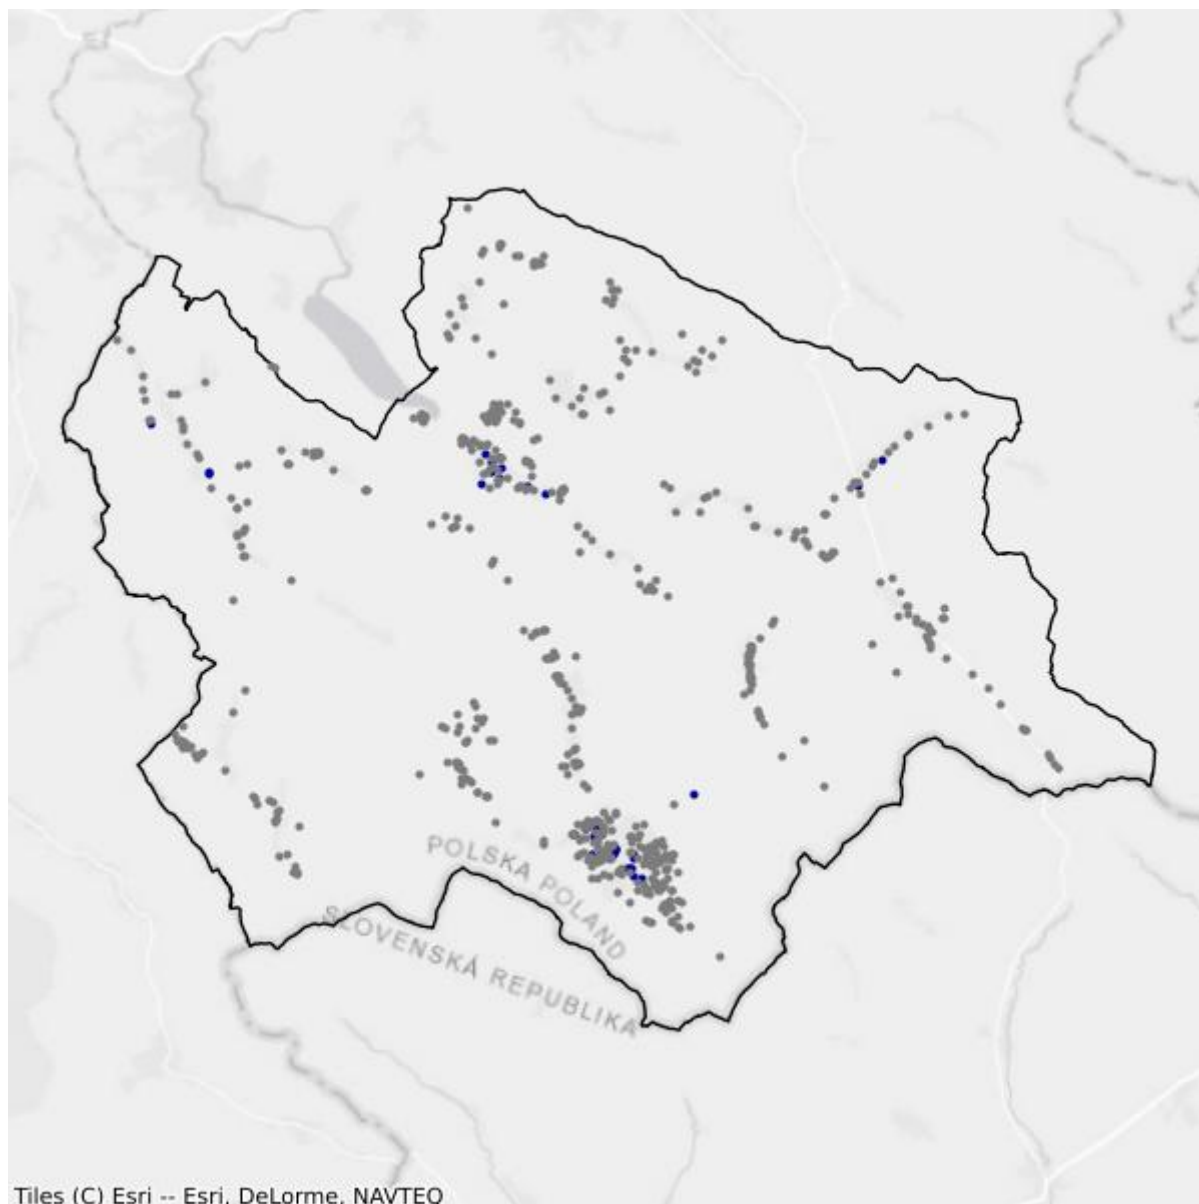 POLSKA POLAND
SLOVENSKÁ REPUBLIKA
Tiles (C) Esri -- Esri, DeLorme, NAVTEQ